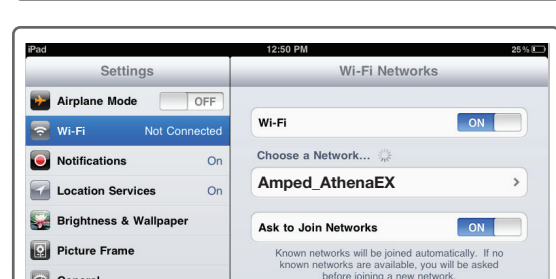 iPad 12:50 PM 25%
Settings Wi-Fi Networks
Airplane Mode OFF
Wi-Fi Not Connected
Wi-Fi ON
Notifications On
Choose a Network...
Location Services On
Amped_AthenaEX
Brightness & Wallpaper
Ask to Join Networks ON
Picture Frame
Known networks will be joined automatically. If no
known networks are available, you will be asked
before joining a new network.
General